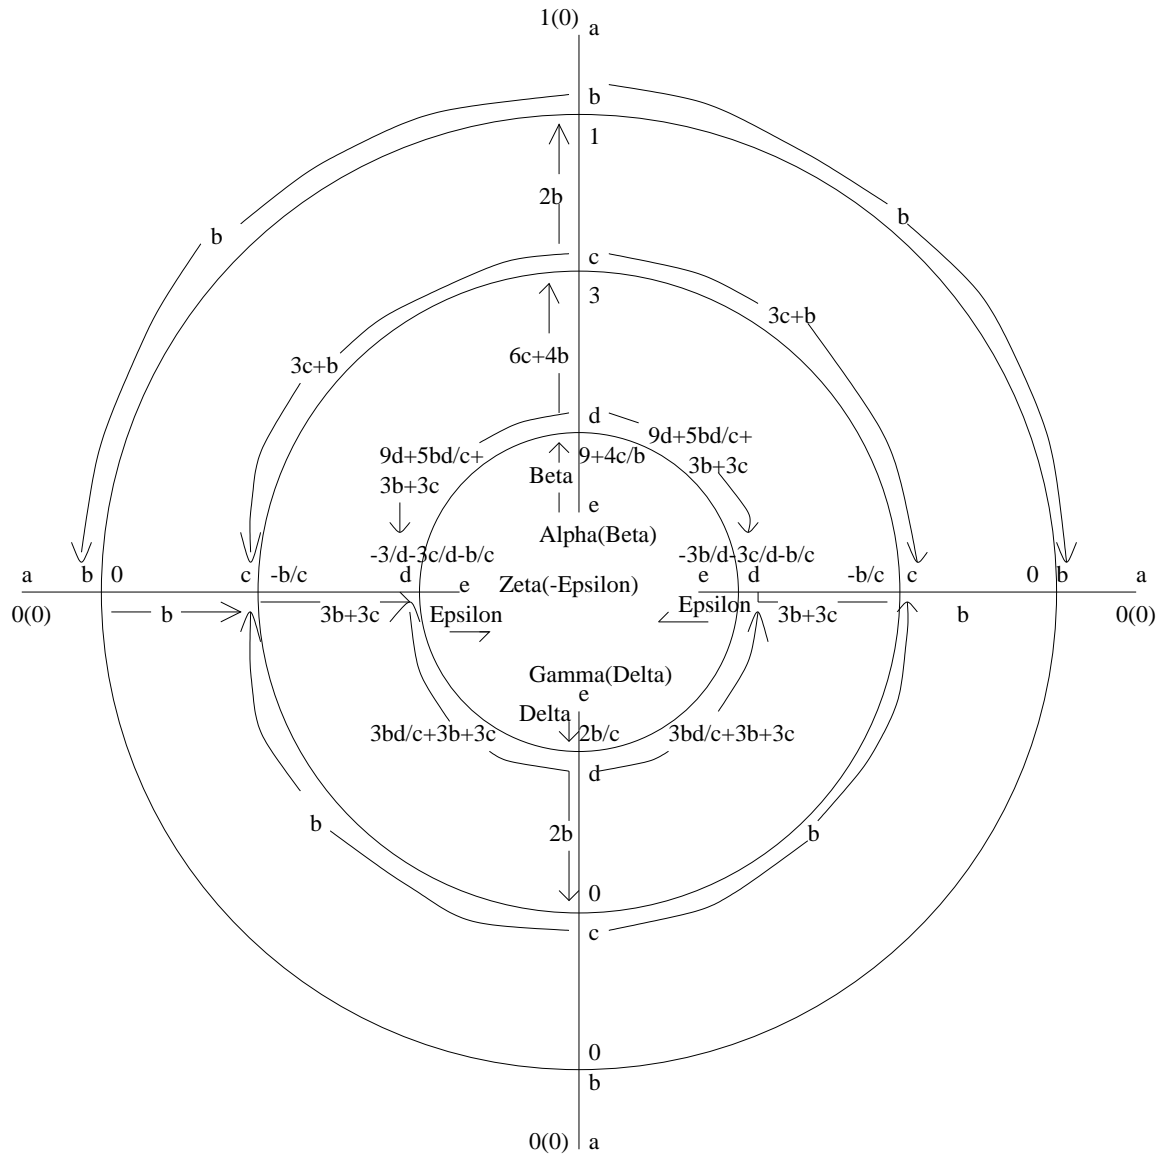 1(0) a
b
1
b b
2b
c
3
3c+b
6c+4b
3c+b
d
9d+5bd/c+
3b+3c
9+4c/b
9d+5bd/c+
3b+3c
Beta
e
Alpha(Beta)
-3/d-3c/d-b/c
-3b/d-3c/d-b/c
a b 0 c -b/c d e
Zeta(-Epsilon)
e d -b/c c 0 b a
0(0) b 3b+3c Epsilon
Epsilon 3b+3c b 0(0)
Gamma(Delta)
e
Delta
2b/c
3bd/c+3b+3c
3bd/c+3b+3c
d
b
2b
b
0
c
0
b
0(0) a